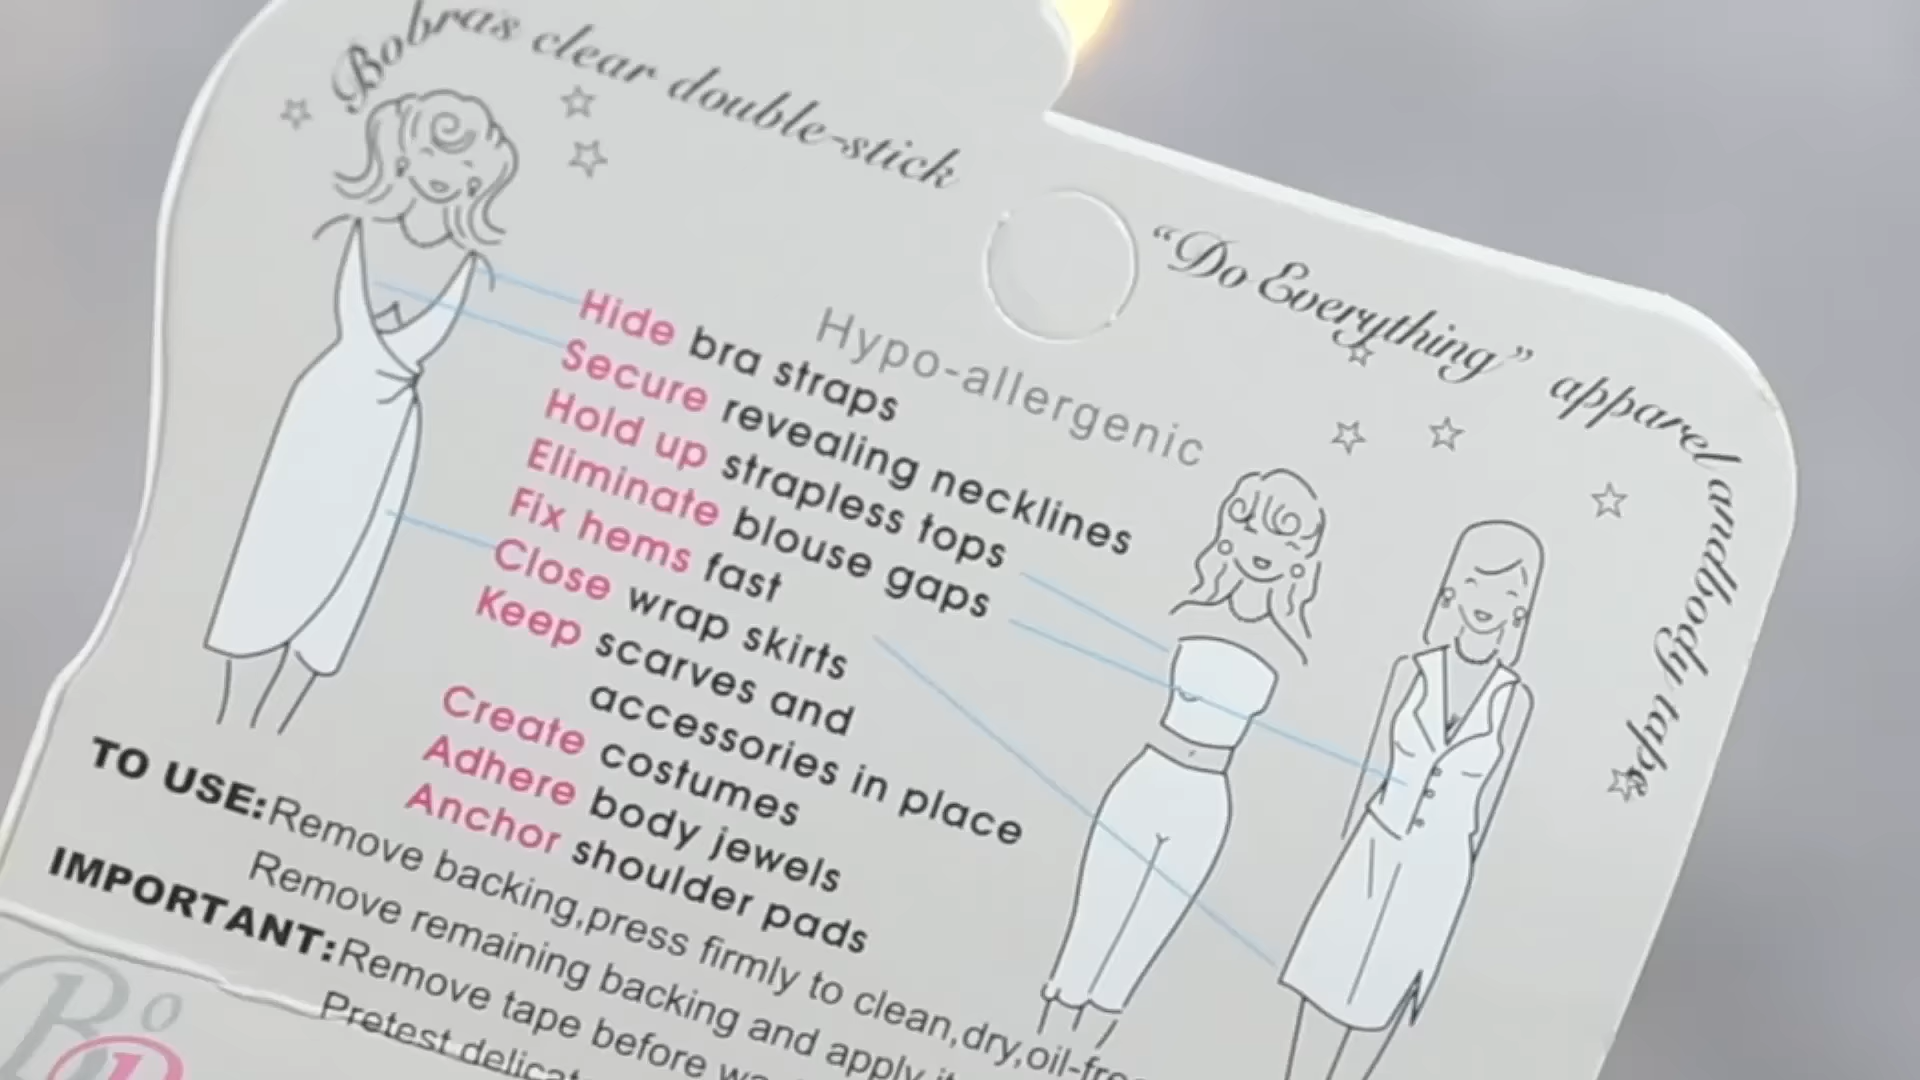 Bobras clear double-stick
"Do Everything" apparel and body tape
Hypo-allergenic
Hide bra straps
Secure revealing necklines
Hold up strapless tops
Eliminate blouse gaps
Fix hems fast
Close wrap skirts
Keep scarves and
accessories in place
Create costumes
Adhere body jewels
Anchor shoulder pads
TO USE: Remove backing,press firmly to clean,dry,
Remove remaining backing and apply
IMPORTANT: Remove tape before
Pretest
Bo